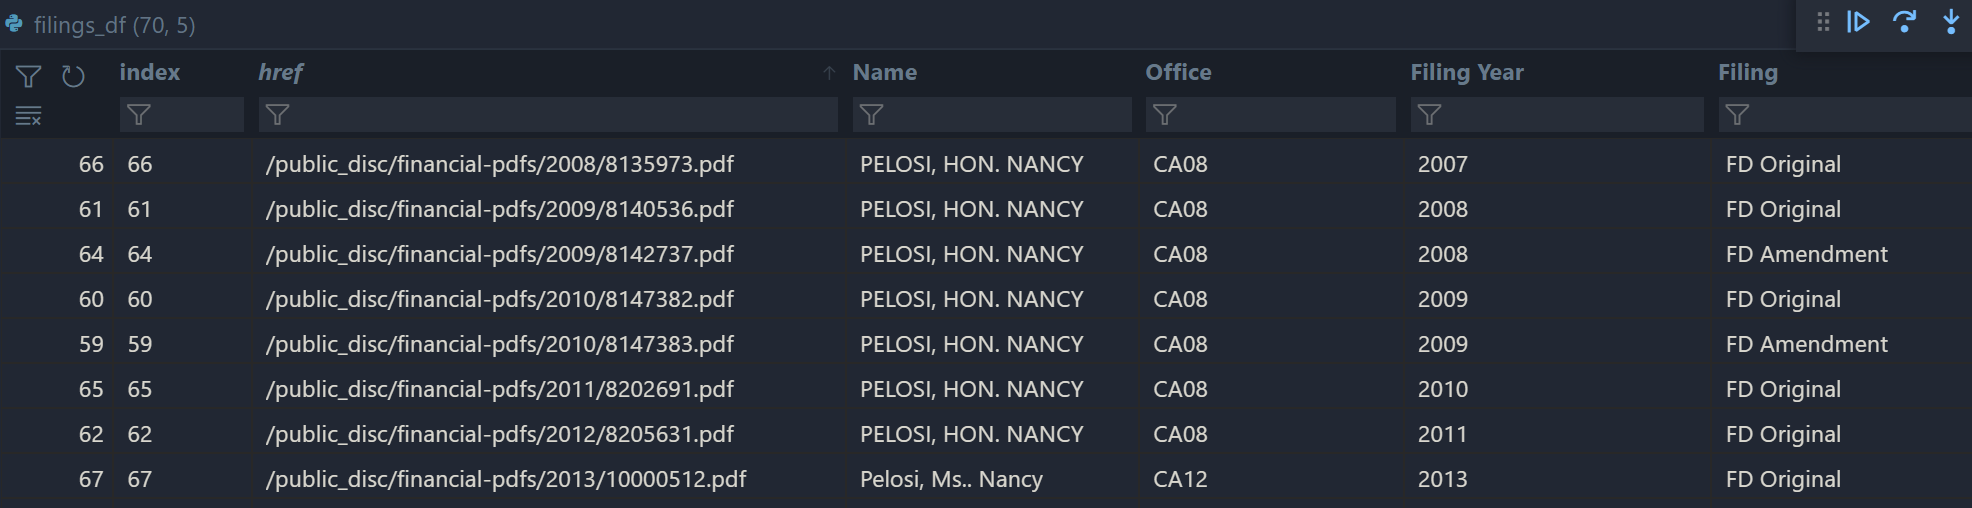 filings_df (70, 5)
index href Name Office Filing Year Filing
66 66 /public_disc/financial-pdfs/2008/8135973.pdf PELOSI, HON. NANCY CA08 2007 FD Original
61 61 /public_disc/financial-pdfs/2009/8140536.pdf PELOSI, HON. NANCY CA08 2008 FD Original
64 64 /public_disc/financial-pdfs/2009/8142737.pdf PELOSI, HON. NANCY CA08 2008 FD Amendment
60 60 /public_disc/financial-pdfs/2010/8147382.pdf PELOSI, HON. NANCY CA08 2009 FD Original
59 59 /public_disc/financial-pdfs/2010/8147383.pdf PELOSI, HON. NANCY CA08 2009 FD Amendment
65 65 /public_disc/financial-pdfs/2011/8202691.pdf PELOSI, HON. NANCY CA08 2010 FD Original
62 62 /public_disc/financial-pdfs/2012/8205631.pdf PELOSI, HON. NANCY CA08 2011 FD Original
67 67 /public_disc/financial-pdfs/2013/10000512.pdf Pelosi, Ms.. Nancy CA12 2013 FD Original